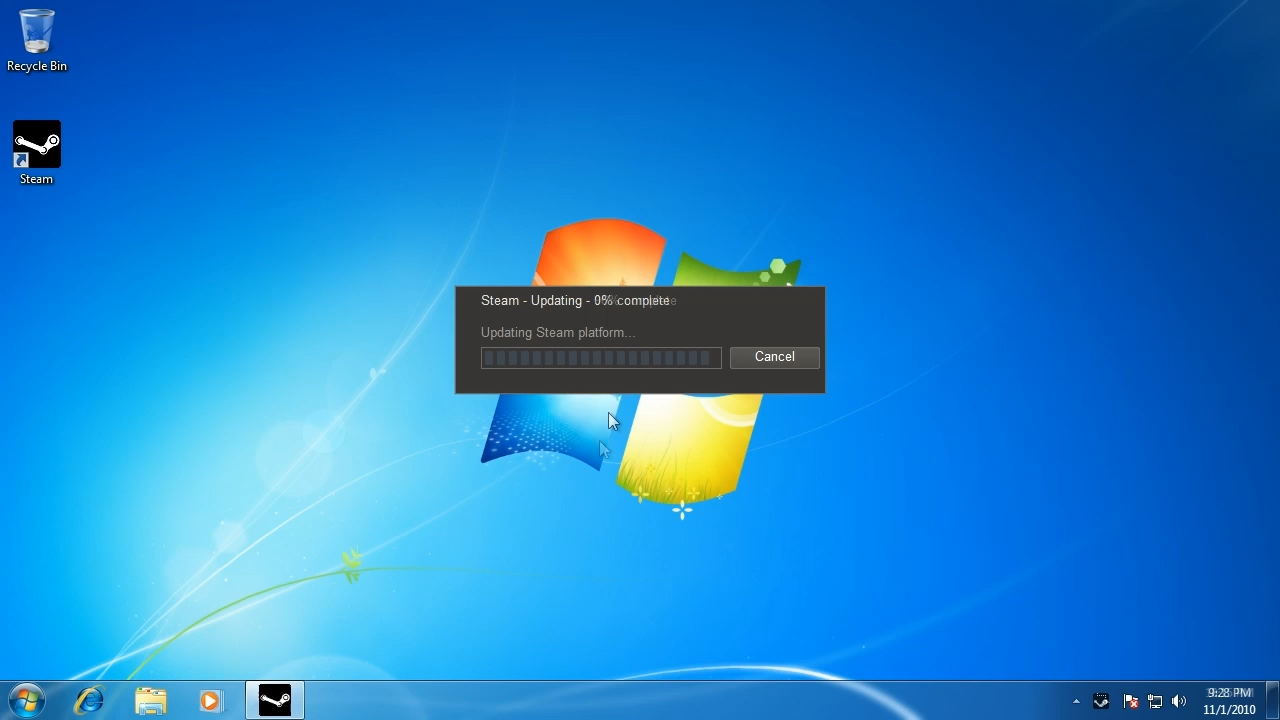 Recycle Bin
Steam
Steam - Updating - 0% complete
Updating Steam platform...
Cancel
9:28 PM
11/1/2010